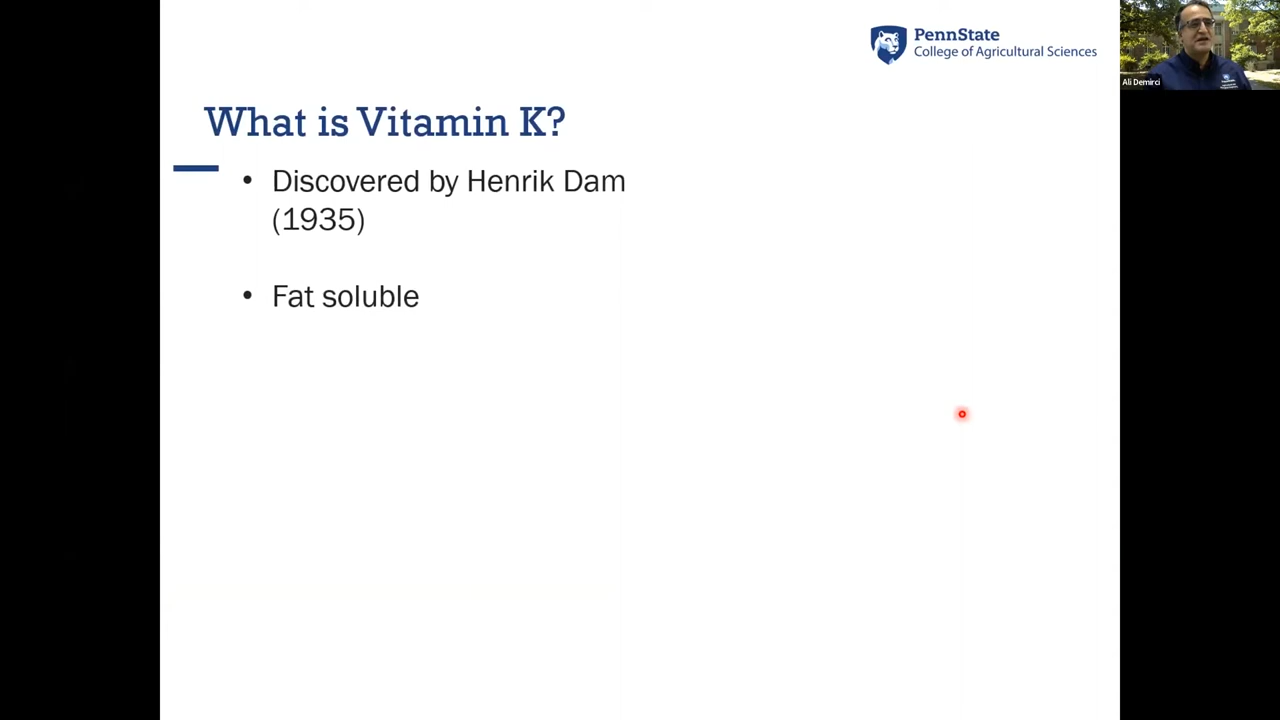 PennState
College of Agricultural Sciences
Ali Demirci
What is Vitamin K?
• Discovered by Henrik Dam
(1935)
• Fat soluble